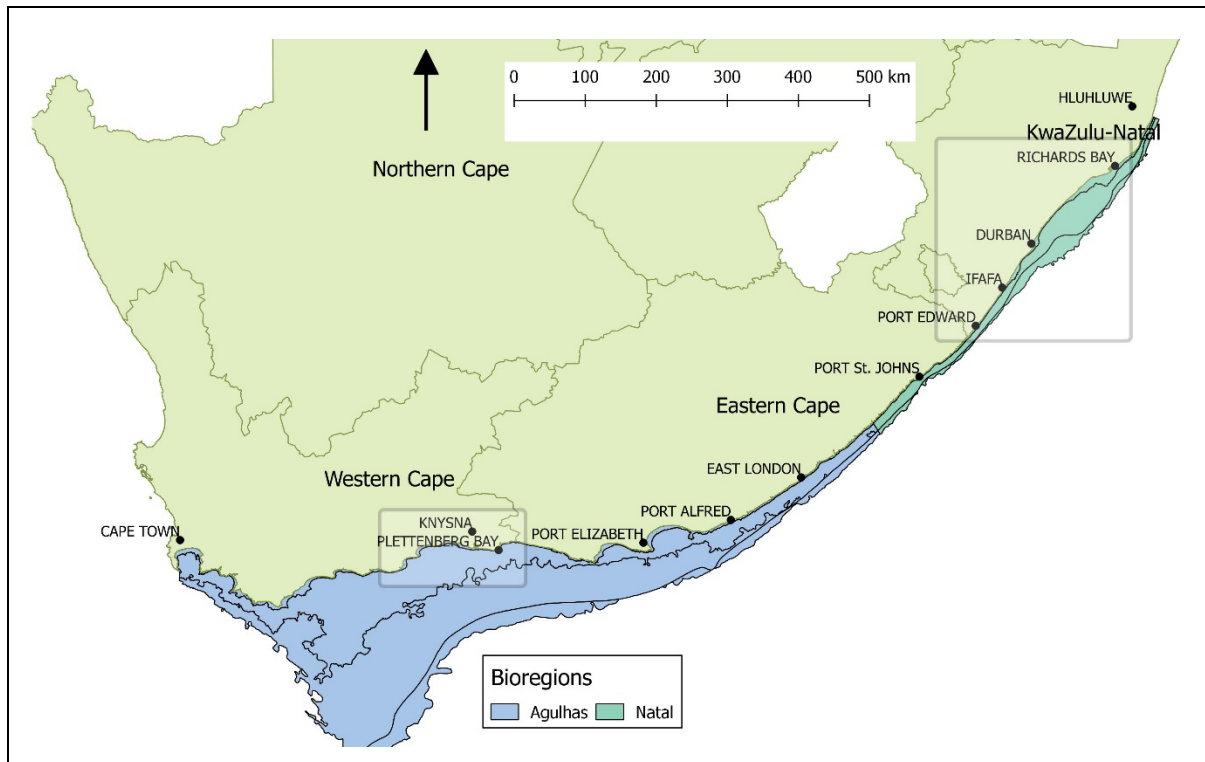 0 100 200 300 400 500 km
HLUHLUWE
KwaZulu-Natal
RICHARDS BAY
Northern Cape
DURBAN
IFAFA
PORT EDWARD
PORT St. JOHNS
Eastern Cape
EAST LONDON
Western Cape
PORT ALFRED
KNYSNA
CAPE TOWN
PORT ELIZABETH
PLETTENBERG BAY
Bioregions
Agulhas Natal